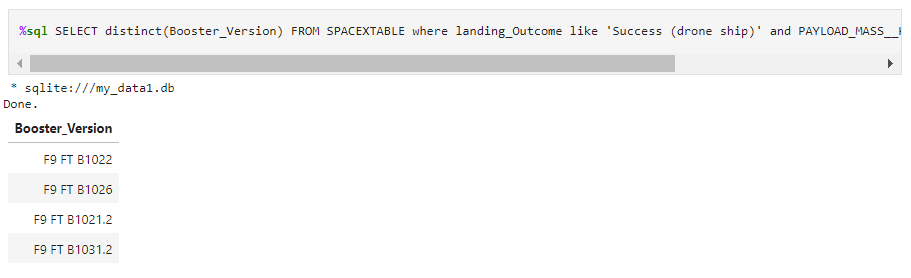 %sql SELECT distinct(Booster_Version) FROM SPACEXTABLE where landing_Outcome like 'Success (drone ship)' and PAYLOAD_MASS__
* sqlite:///my_data1.db
Done.
Booster_Version
F9 FT B1022
F9 FT B1026
F9 FT B1021.2
F9 FT B1031.2